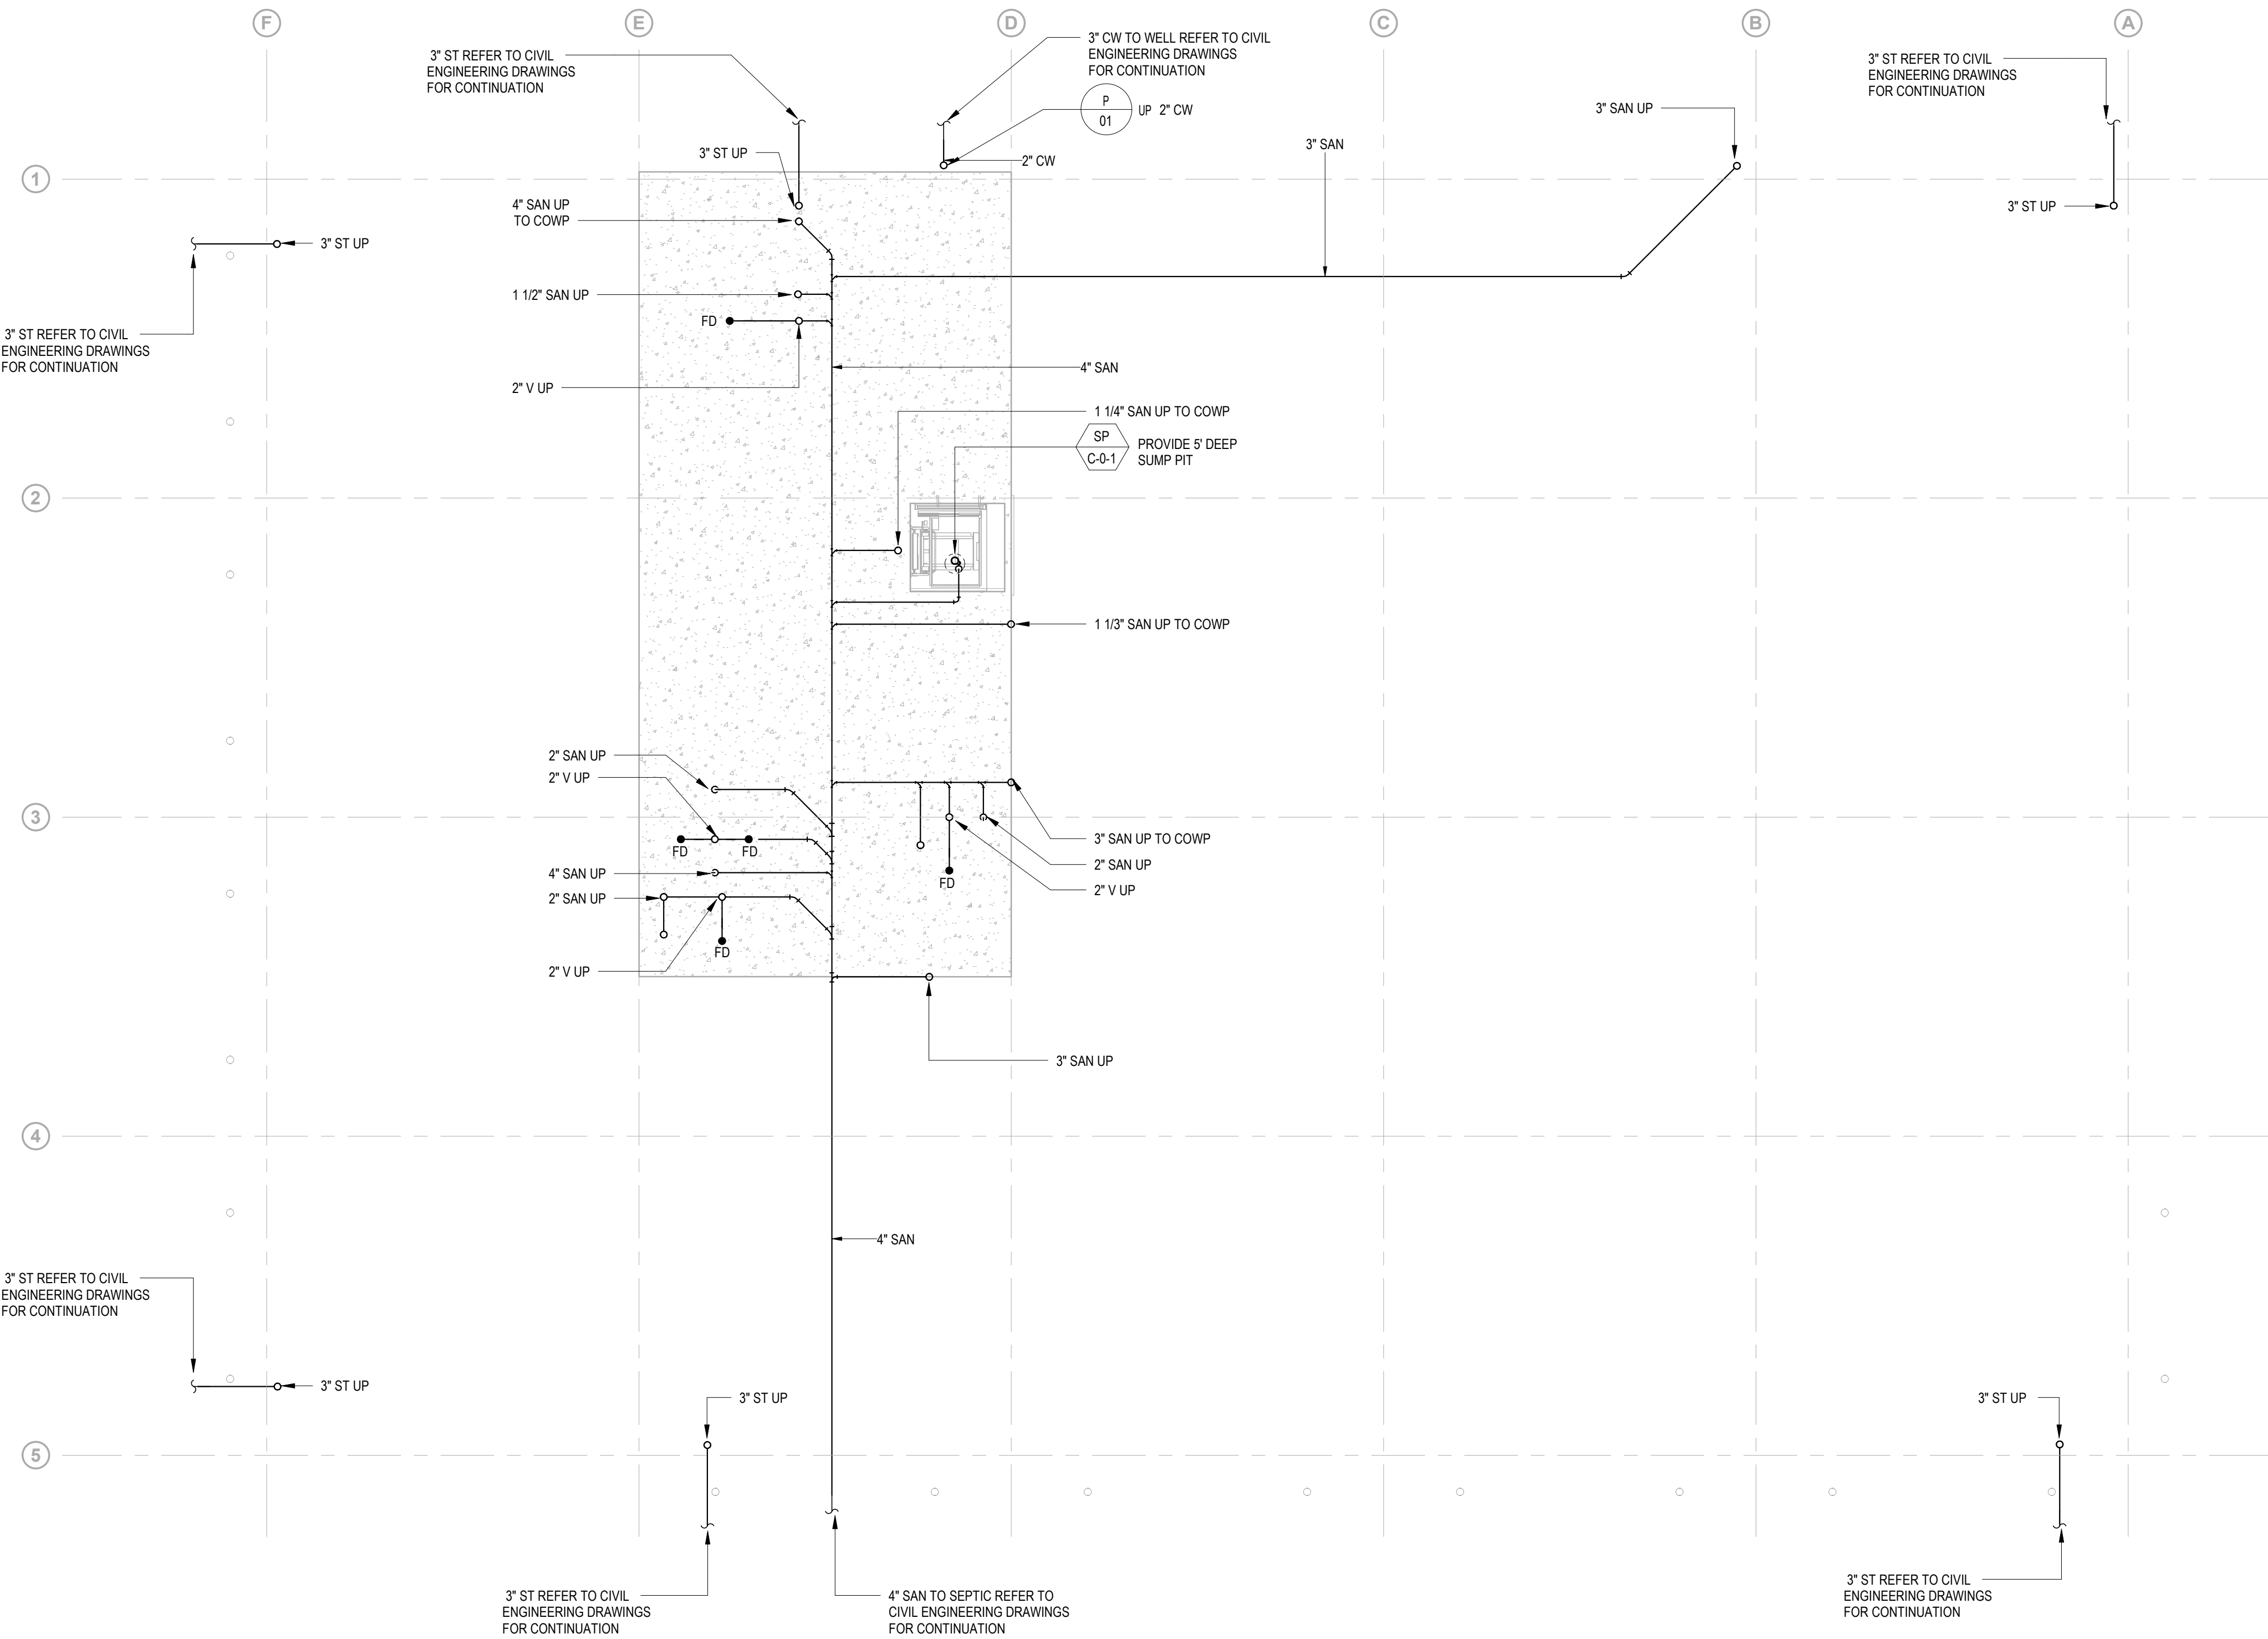 F
E
D
C
B
A
3" ST REFER TO CIVIL
ENGINEERING DRAWINGS
FOR CONTINUATION
3" CW TO WELL REFER TO CIVIL
ENGINEERING DRAWINGS
FOR CONTINUATION
3" ST REFER TO CIVIL
ENGINEERING DRAWINGS
FOR CONTINUATION
P
01
UP 2" CW
3" SAN UP
3" SAN
3" ST UP
2" CW
1
4" SAN UP
TO COWP
3" ST UP
3" ST UP
1 1/2" SAN UP
FD
3" ST REFER TO CIVIL
ENGINEERING DRAWINGS
FOR CONTINUATION
4" SAN
2" V UP
1 1/4" SAN UP TO COWP
SP
C-0-1
PROVIDE 5' DEEP
SUMP PIT
2
1 1/3" SAN UP TO COWP
2" SAN UP
2" V UP
3
3" SAN UP TO COWP
FD
FD
2" SAN UP
4" SAN UP
FD
2" V UP
2" SAN UP
FD
2" V UP
3" SAN UP
4
4" SAN
3" ST REFER TO CIVIL
ENGINEERING DRAWINGS
FOR CONTINUATION
3" ST UP
3" ST UP
3" ST UP
5
3" ST REFER TO CIVIL
ENGINEERING DRAWINGS
FOR CONTINUATION
4" SAN TO SEPTIC REFER TO
CIVIL ENGINEERING DRAWINGS
FOR CONTINUATION
3" ST REFER TO CIVIL
ENGINEERING DRAWINGS
FOR CONTINUATION